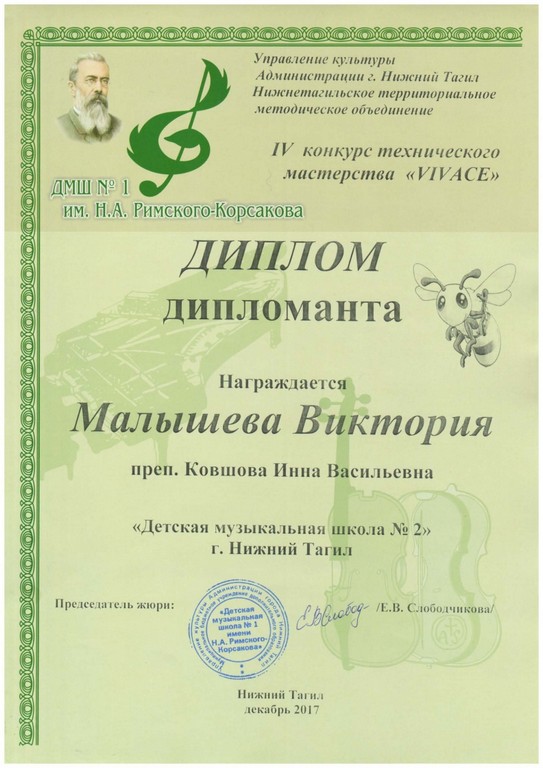 Управление культуры
Администрации г. Нижний Тагил
Нижнетагильское территориальное
методическое объединение
IV конкурс технического
мастерства «VIVACE»
ДМШ № 1
им. Н.А. Римского-Корсакова
ДИПЛОМ
дипломанта
Награждается
Малышева Виктория
преп. Ковшова Инна Васильевна
«Детская музыкальная школа № 2»
г. Нижний Тагил
Председатель жюри:
/Е.В. Слободчикова/
«Детская
музыкальная
школа № 1
имени
Н.А. Римского-
Корсакова»
Нижний Тагил
декабрь 2017